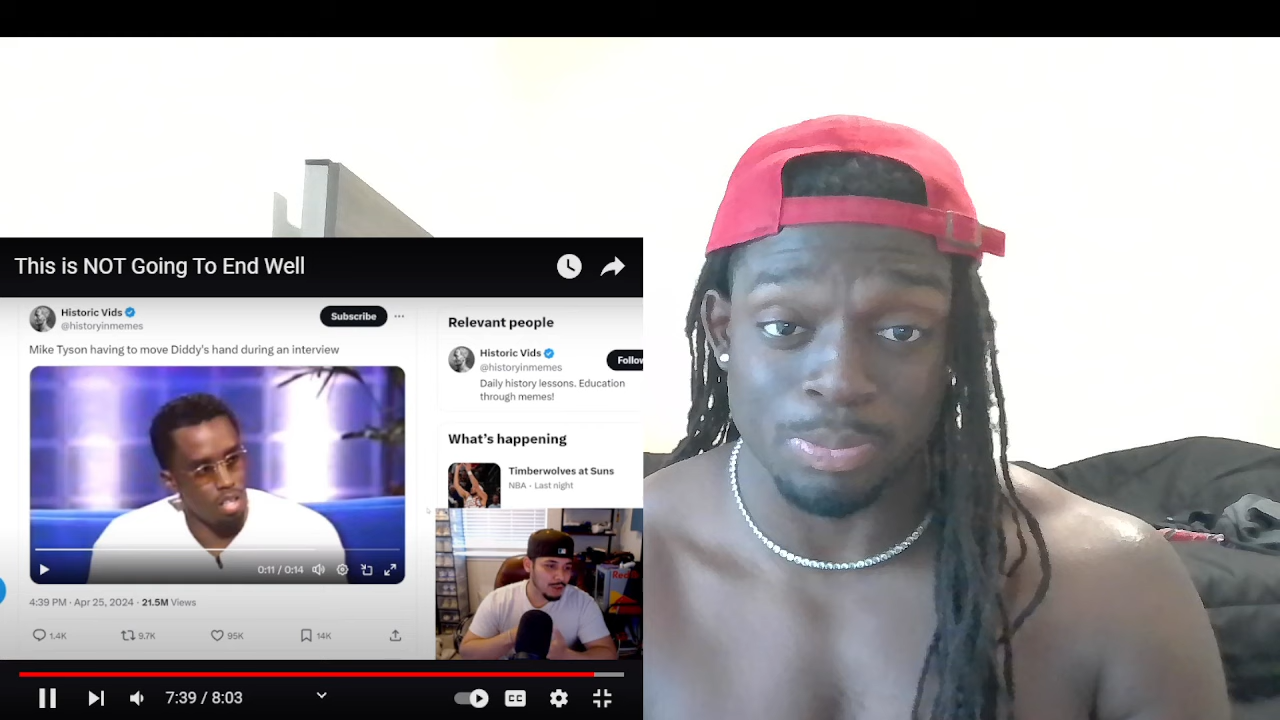 This is NOT Going To End Well
Historic Vids
@historyinmemes
Subscribe
Mike Tyson having to move Diddy's hand during an interview
0:11 / 0:14
4:39 PM · Apr 25, 2024 · 21.5M Views
1.4K
9.7K
95K
14K
Relevant people
Historic Vids
@historyinmemes
Follow
Daily history lessons. Education
through memes!
What's happening
Timberwolves at Suns
NBA · Last night
7:39 / 8:03
CC